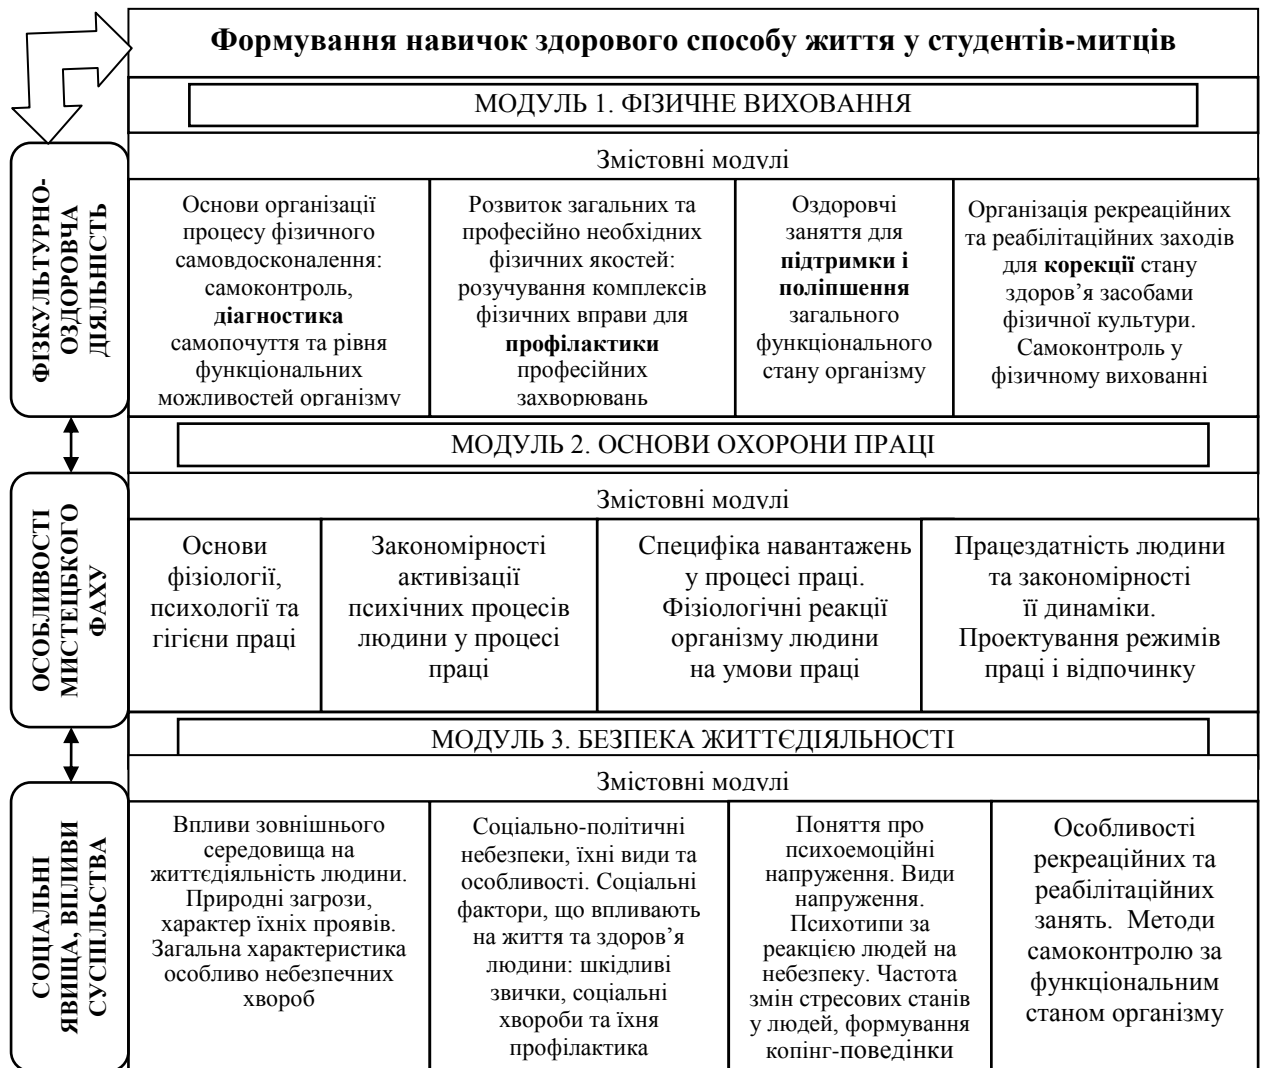 Формування навичок здорового способу життя у студентів-митців
МОДУЛЬ 1. ФІЗИЧНЕ ВИХОВАННЯ
Змістовні модулі
ФІЗКУЛЬТУРНО-
ОЗДОРОВЧА
ДІЯЛЬНІСТЬ
Основи організації
процесу фізичного
самовдосконалення:
самоконтроль,
діагностика
самопочуття та рівня
функціональних
можливостей організму
Розвиток загальних та
професійно необхідних
фізичних якостей:
розучування комплексів
фізичних вправи для
профілактики
професійних
захворювань
Оздоровчі
заняття для
підтримки і
поліпшення
загального
функціонального
стану організму
Організація рекреаційних
та реабілітаційних заходів
для корекції стану
здоров’я засобами
фізичної культури.
Самоконтроль у
фізичному вихованні
МОДУЛЬ 2. ОСНОВИ ОХОРОНИ ПРАЦІ
Змістовні модулі
ОСОБЛИВОСТІ
МИСТЕЦЬКОГО
ФАХУ
Основи
фізіології,
психології та
гігієни праці
Закономірності
активізації
психічних процесів
людини у процесі
праці
Специфіка навантажень
у процесі праці.
Фізіологічні реакції
організму людини
на умови праці
Працездатність людини
та закономірності
її динаміки.
Проектування режимів
праці і відпочинку
МОДУЛЬ 3. БЕЗПЕКА ЖИТТЄДІЯЛЬНОСТІ
Змістовні модулі
СОЦІАЛЬНІ
ЯВИЩА, ВПЛИВИ
СУСПІЛЬСТВА
Впливи зовнішнього
середовища на
життєдіяльність людини.
Природні загрози,
характер їхніх проявів.
Загальна характеристика
особливо небезпечних
хвороб
Соціально-політичні
небезпеки, їхні види та
особливості. Соціальні
фактори, що впливають
на життя та здоров’я
людини: шкідливі
звички, соціальні
хвороби та їхня
профілактика
Поняття про
психоемоційні
напруження. Види
напруження.
Психотипи за
реакцією людей на
небезпеку. Частота
змін стресових станів
у людей, формування
копінг-поведінки
Особливості
рекреаційних та
реабілітаційних
занять. Методи
самоконтролю за
функціональним
станом організму